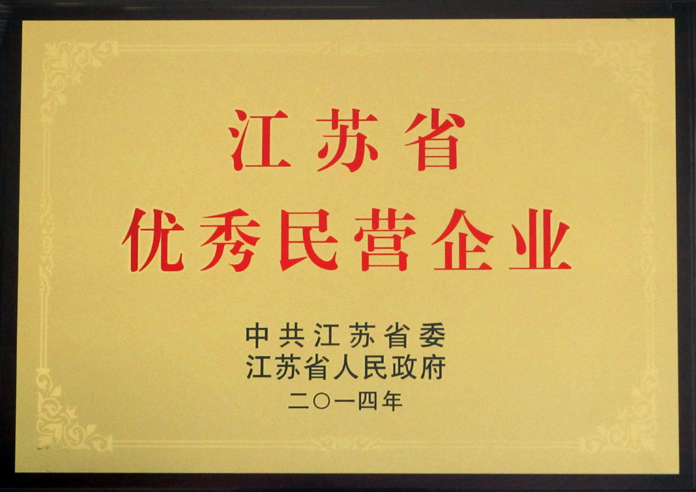 江苏省
优秀民营企业
中共江苏省委
江苏省人民政府
二〇一四年